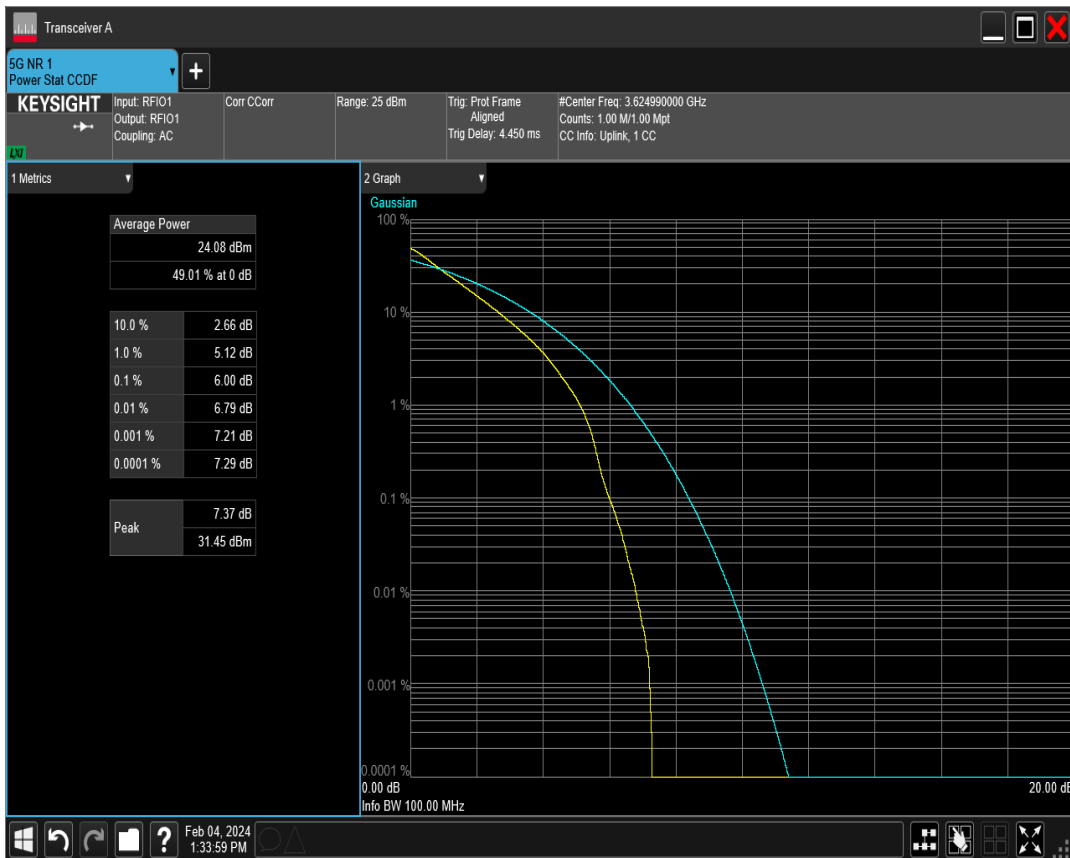 Transceiver A
5G NR 1
Power Stat CCDF
KEYSIGHT
LXI
Input: RFIO1
Output: RFIO1
Coupling: AC
Corr CCorr
Range: 25 dBm
Trig: Prot Frame
Aligned
Trig Delay: 4.450 ms
#Center Freq: 3.624990000 GHz
Counts: 1.00 M/1.00 Mpt
CC Info: Uplink, 1 CC
1 Metrics
Average Power
24.08 dBm
49.01 % at 0 dB
10.0 % 2.66 dB
1.0 % 5.12 dB
0.1 % 6.00 dB
0.01 % 6.79 dB
0.001 % 7.21 dB
0.0001 % 7.29 dB
Peak
7.37 dB
31.45 dBm
2 Graph
Gaussian
100 %
10 %
1 %
0.1 %
0.01 %
0.001 %
0.0001 %
0.00 dB 20.00 dB
Info BW 100.00 MHz
?
Feb 04, 2024
1:33:59 PM